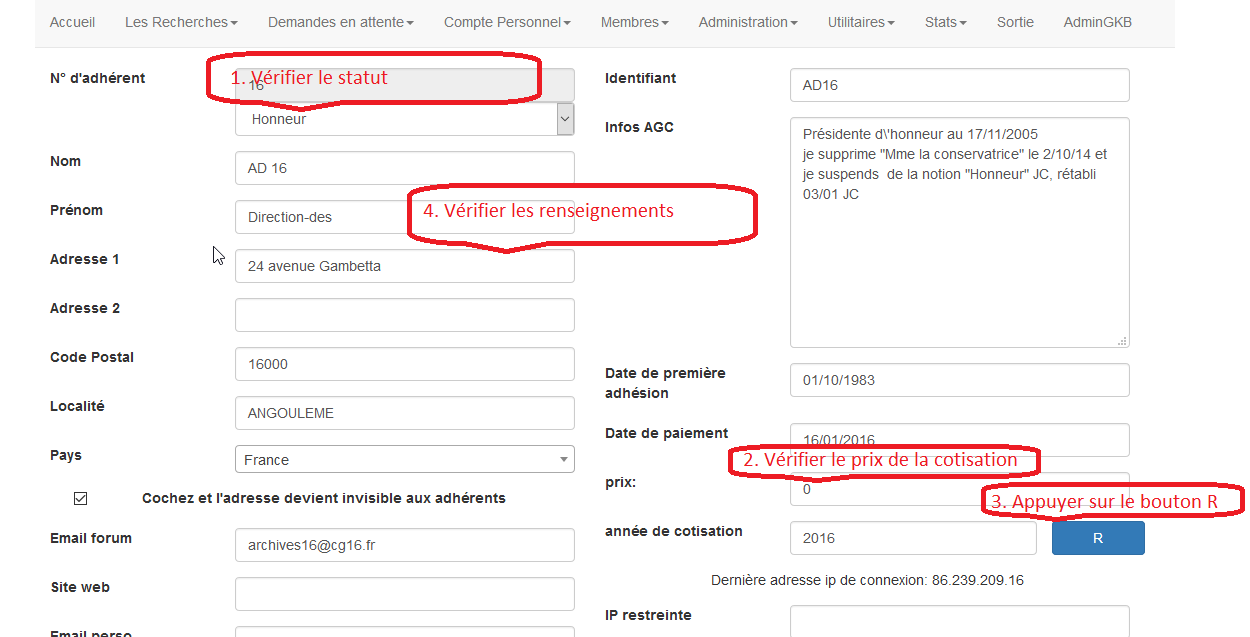 Accueil Les Recherches Demandes en attente Compte Personnel Membres Administration Utilitaires Stats Sortie AdminGKB
N° d'adhérent
16
1. Vérifier le statut
Honneur
Nom
AD 16
Prénom
Direction-des
4. Vérifier les renseignements
Adresse 1
24 avenue Gambetta
Adresse 2
Code Postal
16000
Localité
ANGOULEME
Pays
France
Cochez et l'adresse devient invisible aux adhérents
Email forum
archives16@cg16.fr
Site web
Email perso
Identifiant
AD16
Infos AGC
Présidente d\'honneur au 17/11/2005
je supprime "Mme la conservatrice" le 2/10/14 et
je suspends de la notion "Honneur" JC, rétabli
03/01 JC
Date de première
adhésion
01/10/1983
Date de paiement
16/01/2016
2. Vérifier le prix de la cotisation
prix:
0
3. Appuyer sur le bouton R
année de cotisation
2016
R
Dernière adresse ip de connexion: 86.239.209.16
IP restreinte